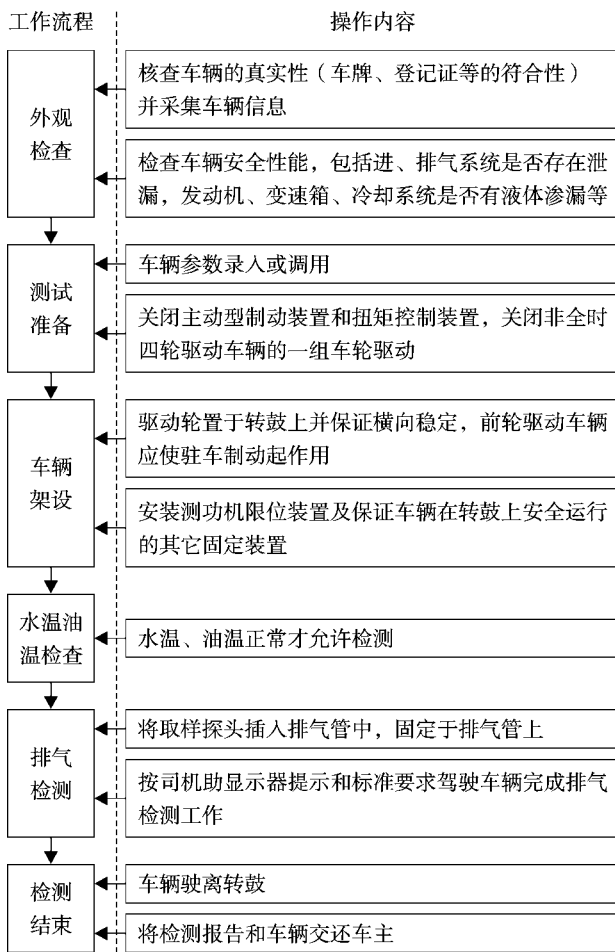 工作流程
操作内容
外观
检查
核查车辆的真实性（车牌、登记证等的符合性）
并采集车辆信息
检查车辆安全性能，包括进、排气系统是否存在泄
漏，发动机、变速箱、冷却系统是否有液体渗漏等
测试
准备
车辆参数录入或调用
关闭主动型制动装置和扭矩控制装置，关闭非全时
四轮驱动车辆的一组车轮驱动
车辆
架设
驱动轮置于转鼓上并保证横向稳定，前轮驱动车辆
应使驻车制动起作用
安装测功机限位装置及保证车辆在转鼓上安全运行
的其它固定装置
水温油
温检查
水温、油温正常才允许检测
排气
检测
将取样探头插入排气管中，固定于排气管上
按司机助显示器提示和标准要求驾驶车辆完成排气
检测工作
检测
结束
车辆驶离转鼓
将检测报告和车辆交还车主